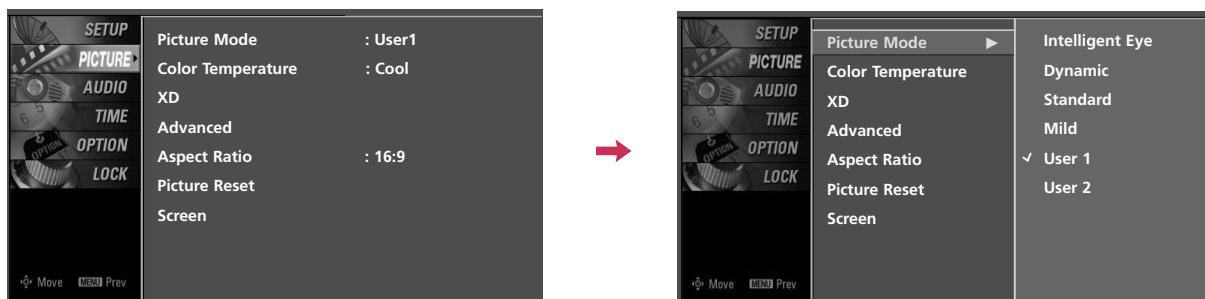 SETUP
PICTURE
AUDIO
TIME
OPTION
LOCK
Move MENU Prev
Picture Mode : User1
Color Temperature : Cool
XD
Advanced
Aspect Ratio : 16:9
Picture Reset
Screen
SETUP
PICTURE
AUDIO
TIME
OPTION
LOCK
Move MENU Prev
Picture Mode ►
Color Temperature
XD
Advanced
Aspect Ratio
Picture Reset
Screen
Intelligent Eye
Dynamic
Standard
Mild
✓ User 1
User 2